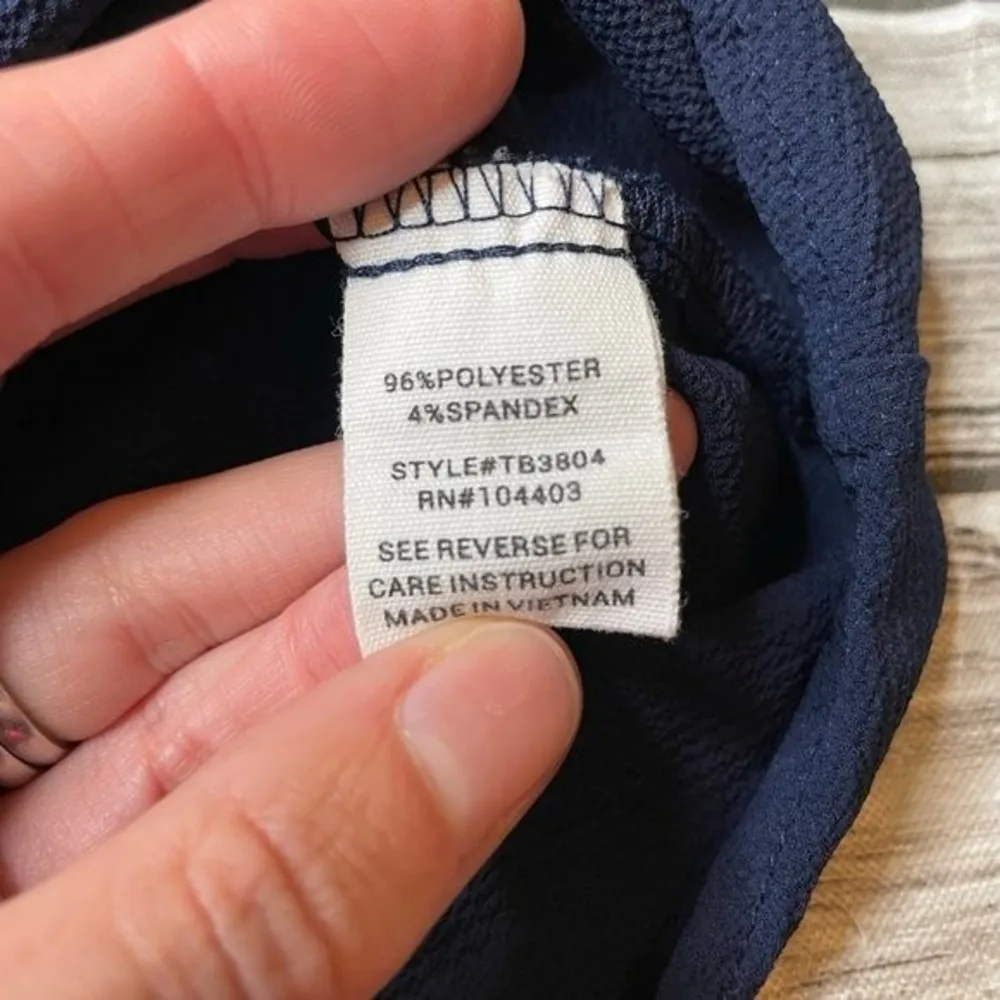 96%POLYESTER
4%SPANDEX
STYLE#TB3804
RN#104403
SEE REVERSE FOR
CARE INSTRUCTION
MADE IN VIETNAM